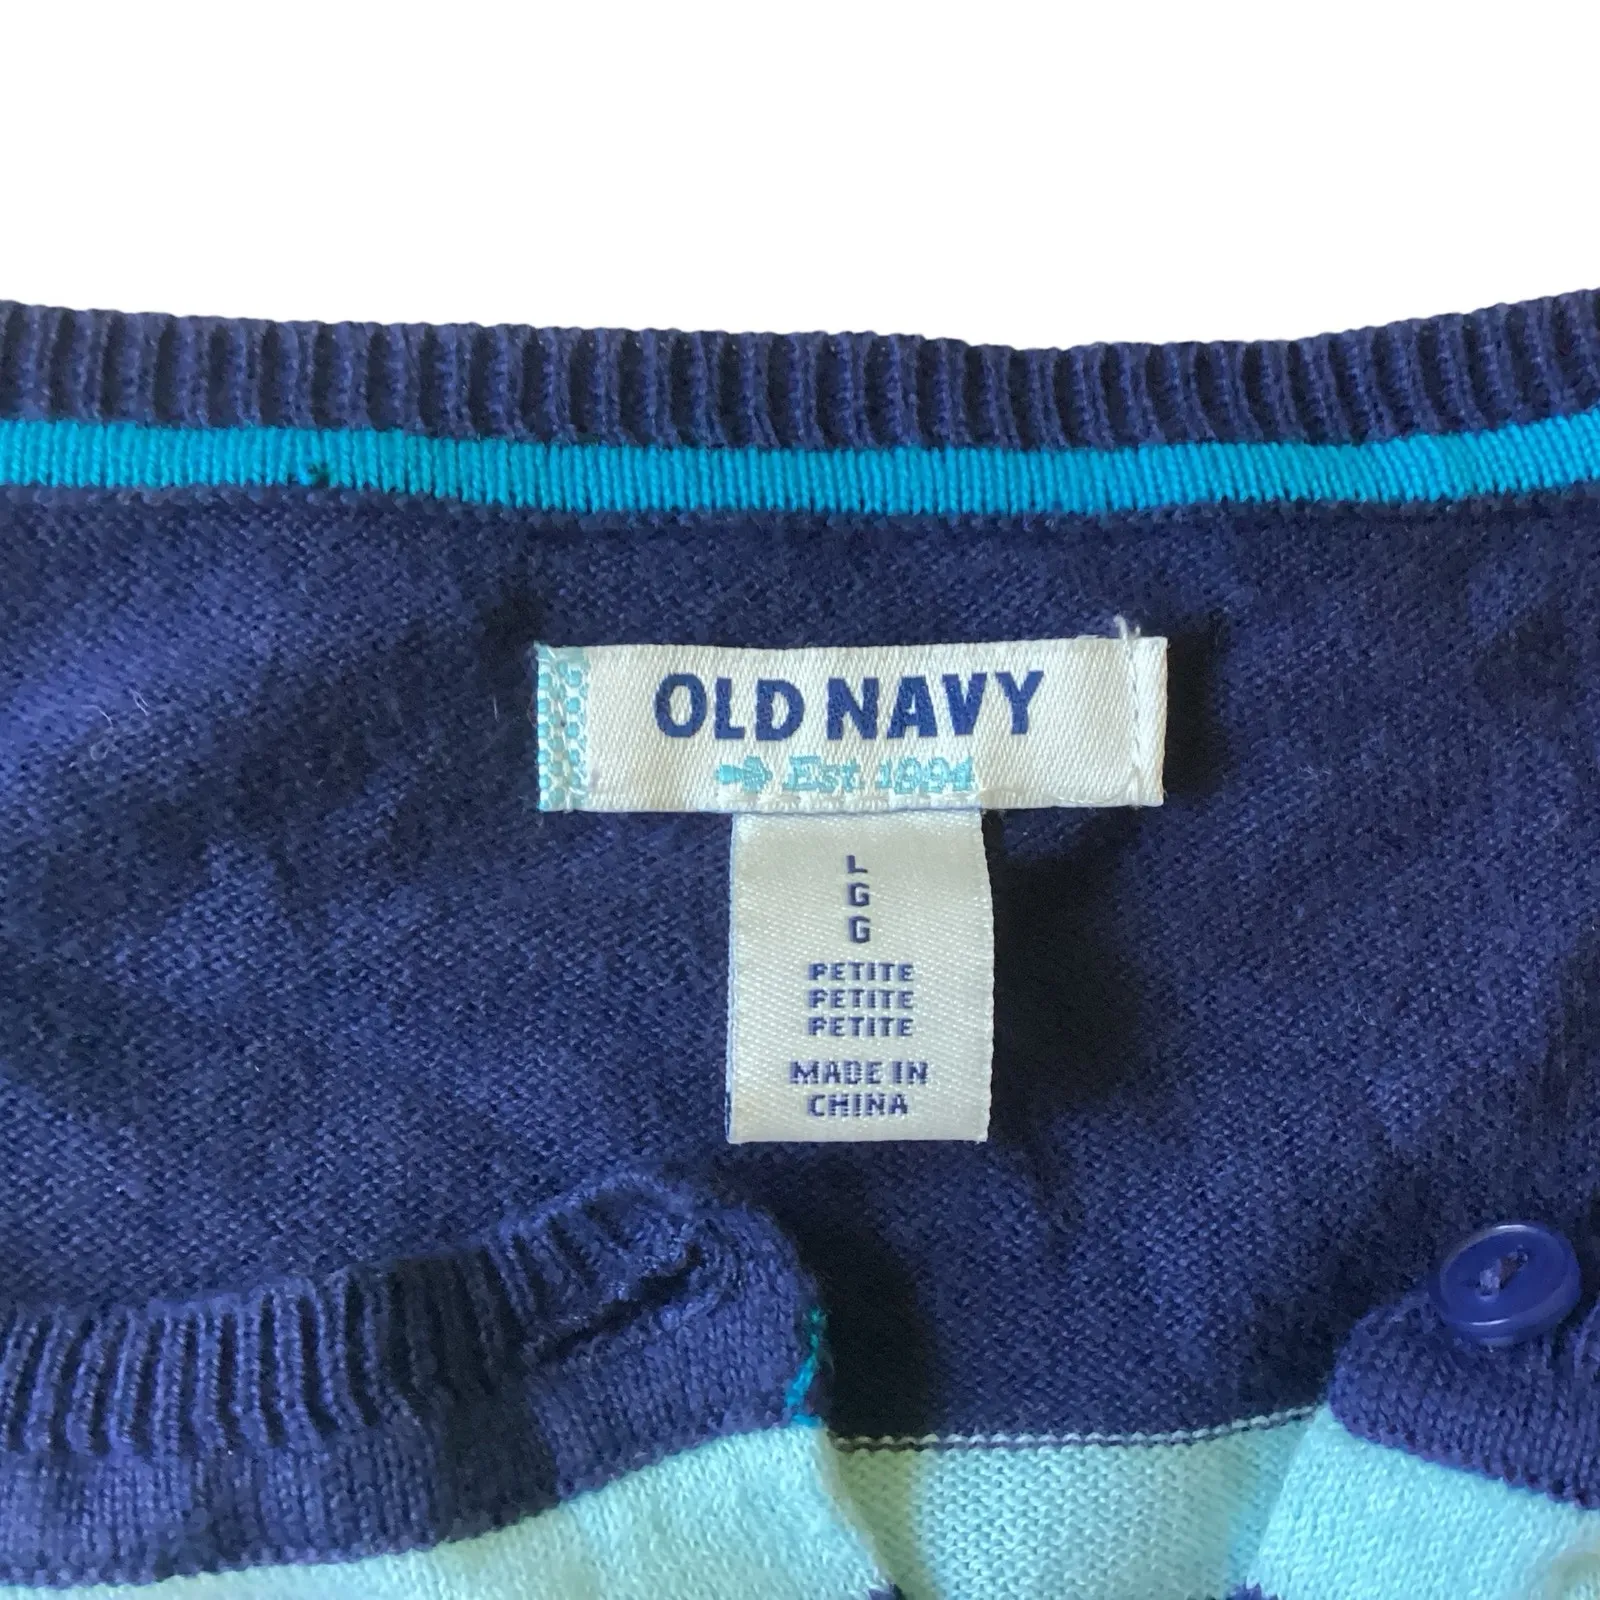 OLD NAVY
Est 1994
L
G
G
PETITE
PETITE
PETITE
MADE IN
CHINA